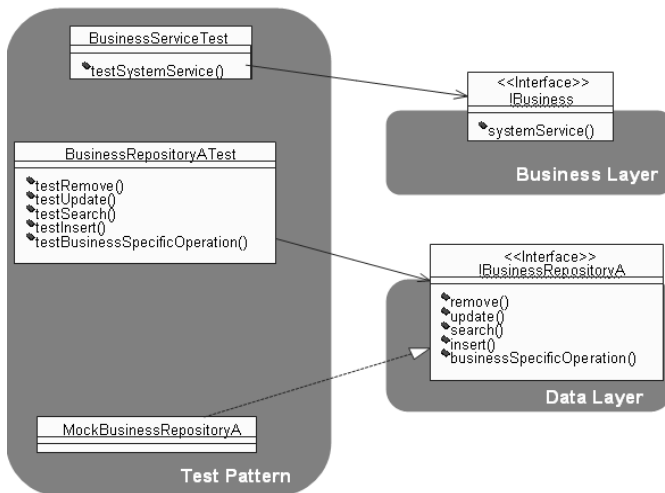 BusinessServiceTest
testSystemService()
<<Interface>>
IBusiness
systemService()
Business Layer
BusinessRepositoryATest
testRemove()
testUpdate()
testSearch()
testInsert()
testBusinessSpecificOperation()
<<Interface>>
IBusinessRepositoryA
remove()
update()
search()
insert()
businessSpecificOperation()
Data Layer
MockBusinessRepositoryA
Test Pattern